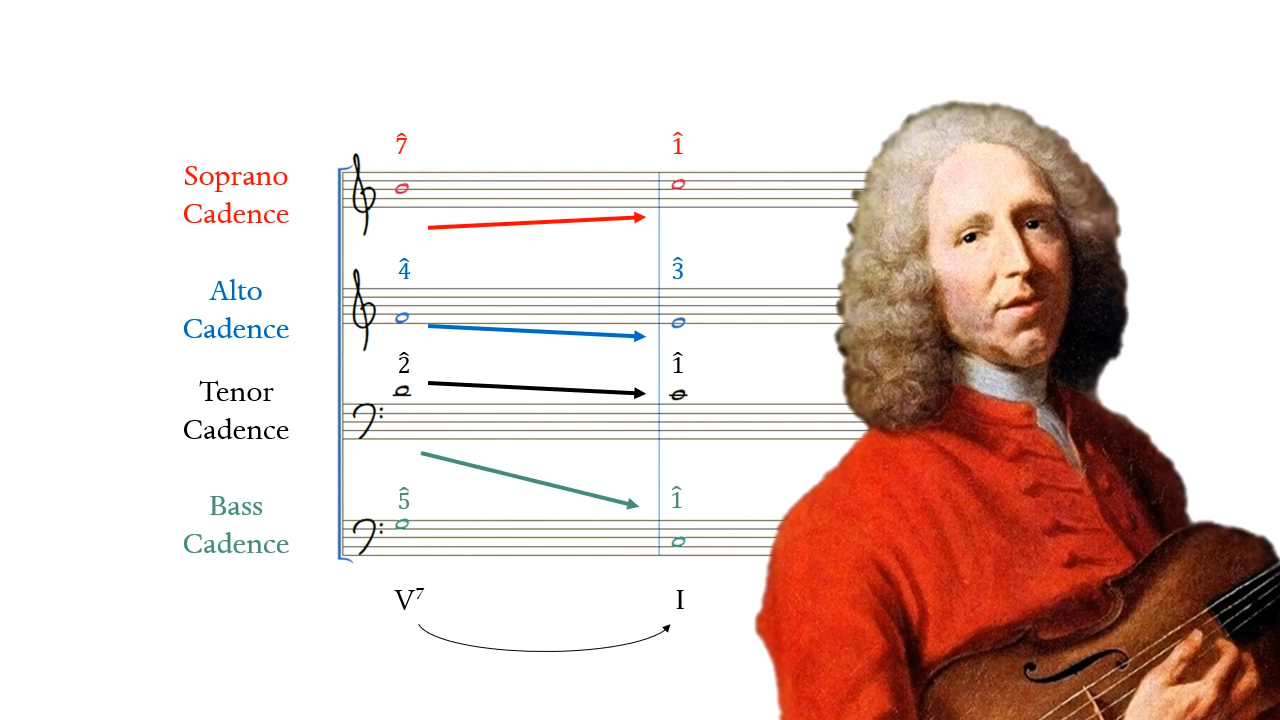 7̂ 1̂
Soprano
Cadence
4̂ 3̂
Alto
Cadence
2̂ 1̂
Tenor
Cadence
5̂ 1̂
Bass
Cadence
V⁷ I